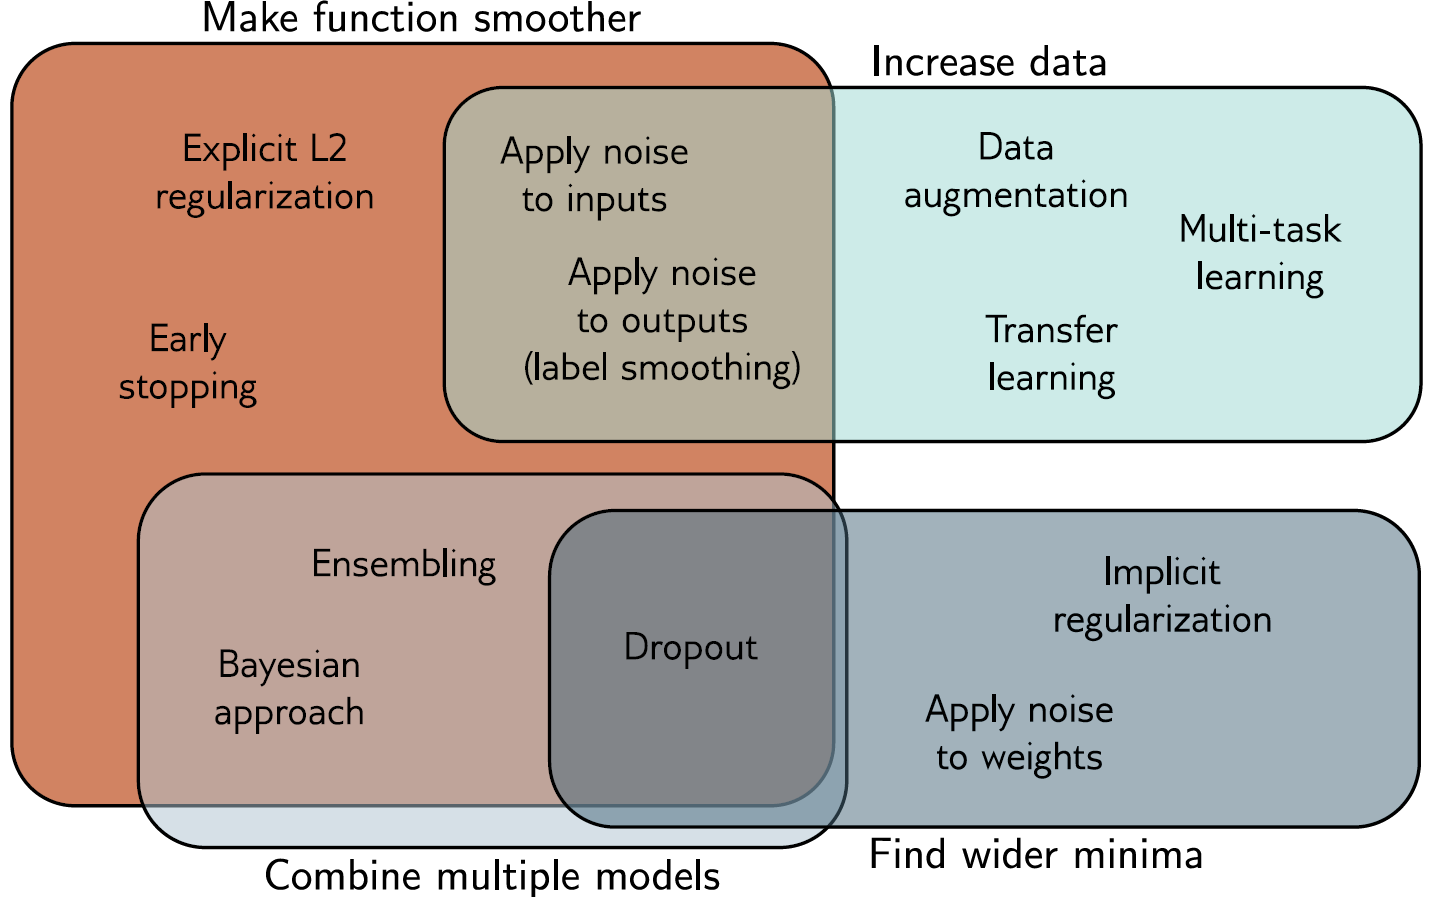 Make function smoother
Increase data
Explicit L2
regularization
Apply noise
to inputs
Data
augmentation
Multi-task
learning
Apply noise
to outputs
(label smoothing)
Early
stopping
Transfer
learning
Ensembling
Bayesian
approach
Dropout
Implicit
regularization
Apply noise
to weights
Combine multiple models
Find wider minima